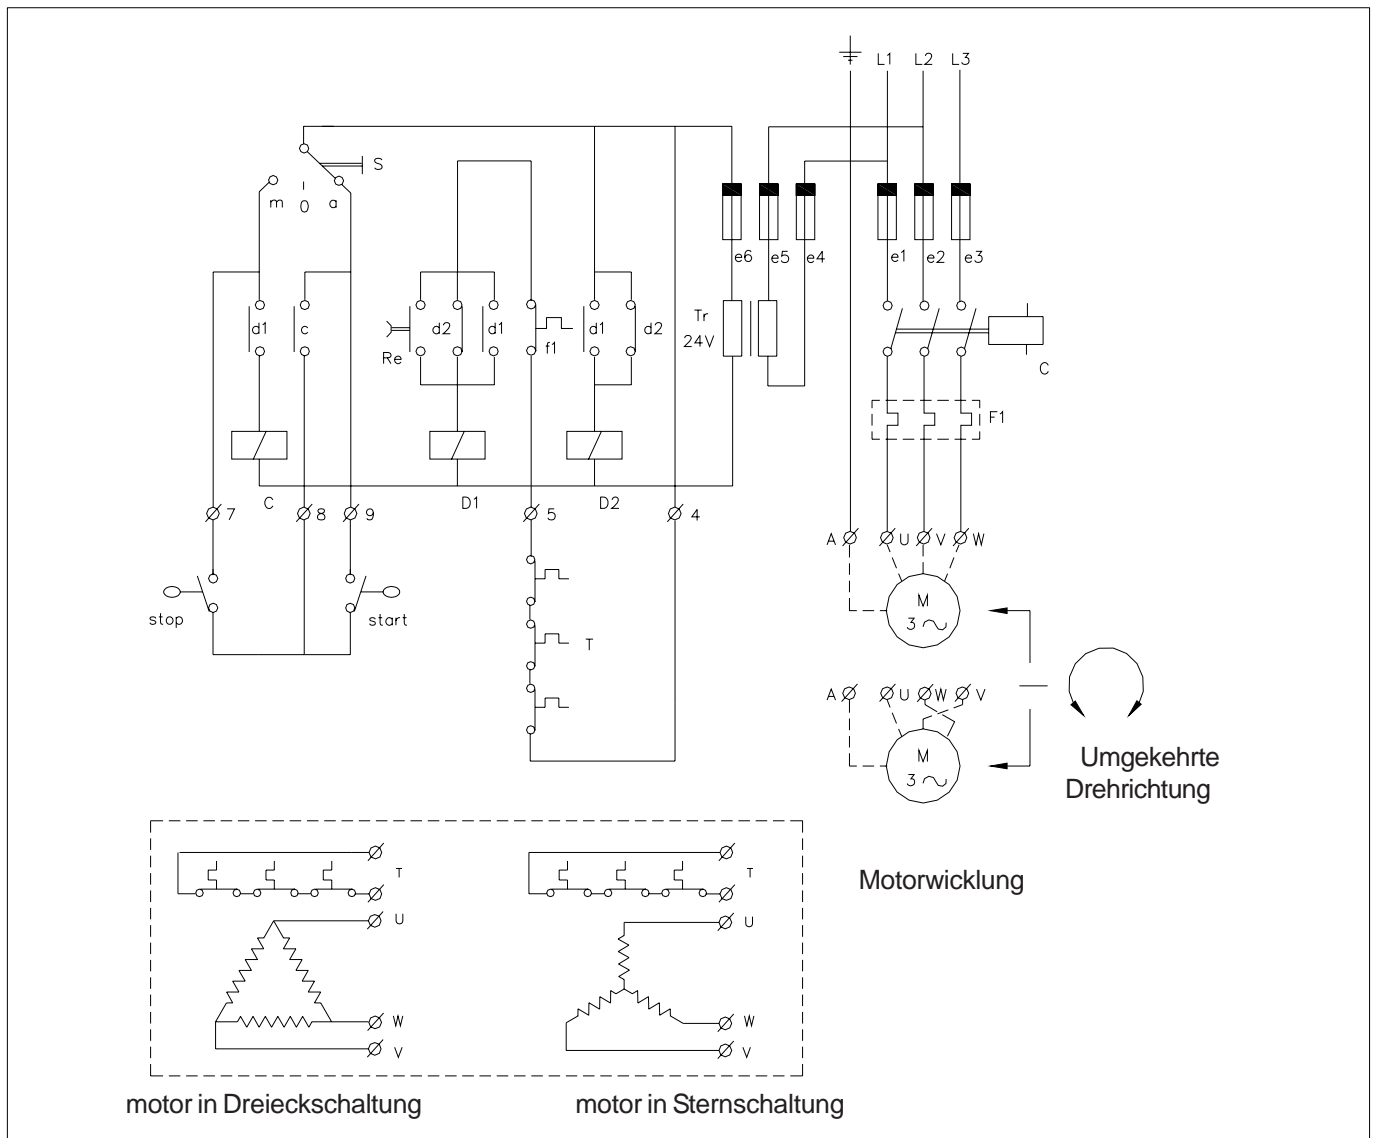 L1 L2 L3
S
m 0 a
e6 e5 e4 e1 e2 e3
d1 c d2 d1 f1 d1 d2
Re
Tr
24V
C
F1
C D1 D2
7 8 9 5 4
A U V W
stop start
T
M
3
A U W V
M
3
Umgekehrte
Drehrichtung
Motorwicklung
T T
U U
W W
V V
motor in Dreieckschaltung motor in Sternschaltung